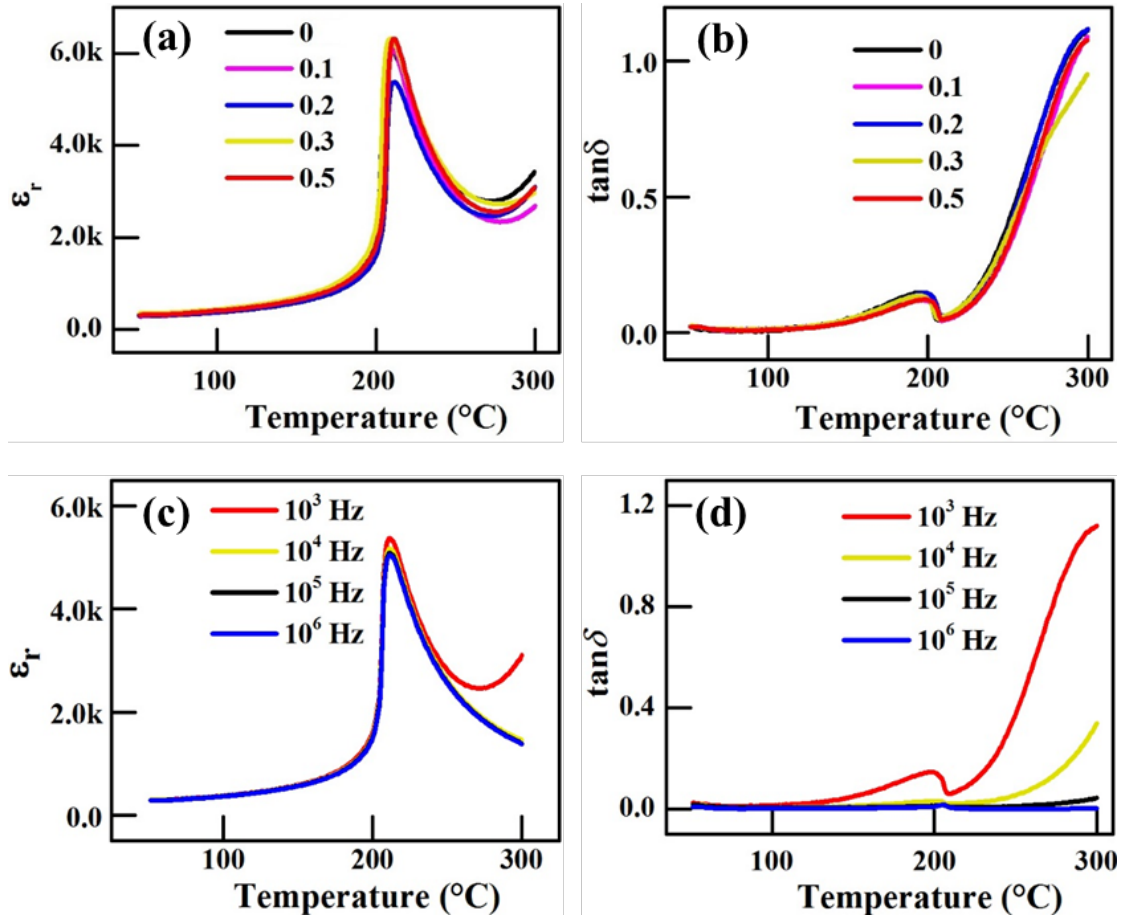 (a)
0
0.1
0.2
0.3
0.5
6.0k
4.0k
2.0k
0.0
εr
100
200
300
Temperature (°C)
(b)
0
0.1
0.2
0.3
0.5
1.0
0.5
0.0
tanδ
100
200
300
Temperature (°C)
(c)
10³ Hz
10⁴ Hz
10⁵ Hz
10⁶ Hz
6.0k
4.0k
2.0k
0.0
εr
100
200
300
Temperature (°C)
(d)
10³ Hz
10⁴ Hz
10⁵ Hz
10⁶ Hz
1.2
0.8
0.4
0.0
tanδ
100
200
300
Temperature (°C)